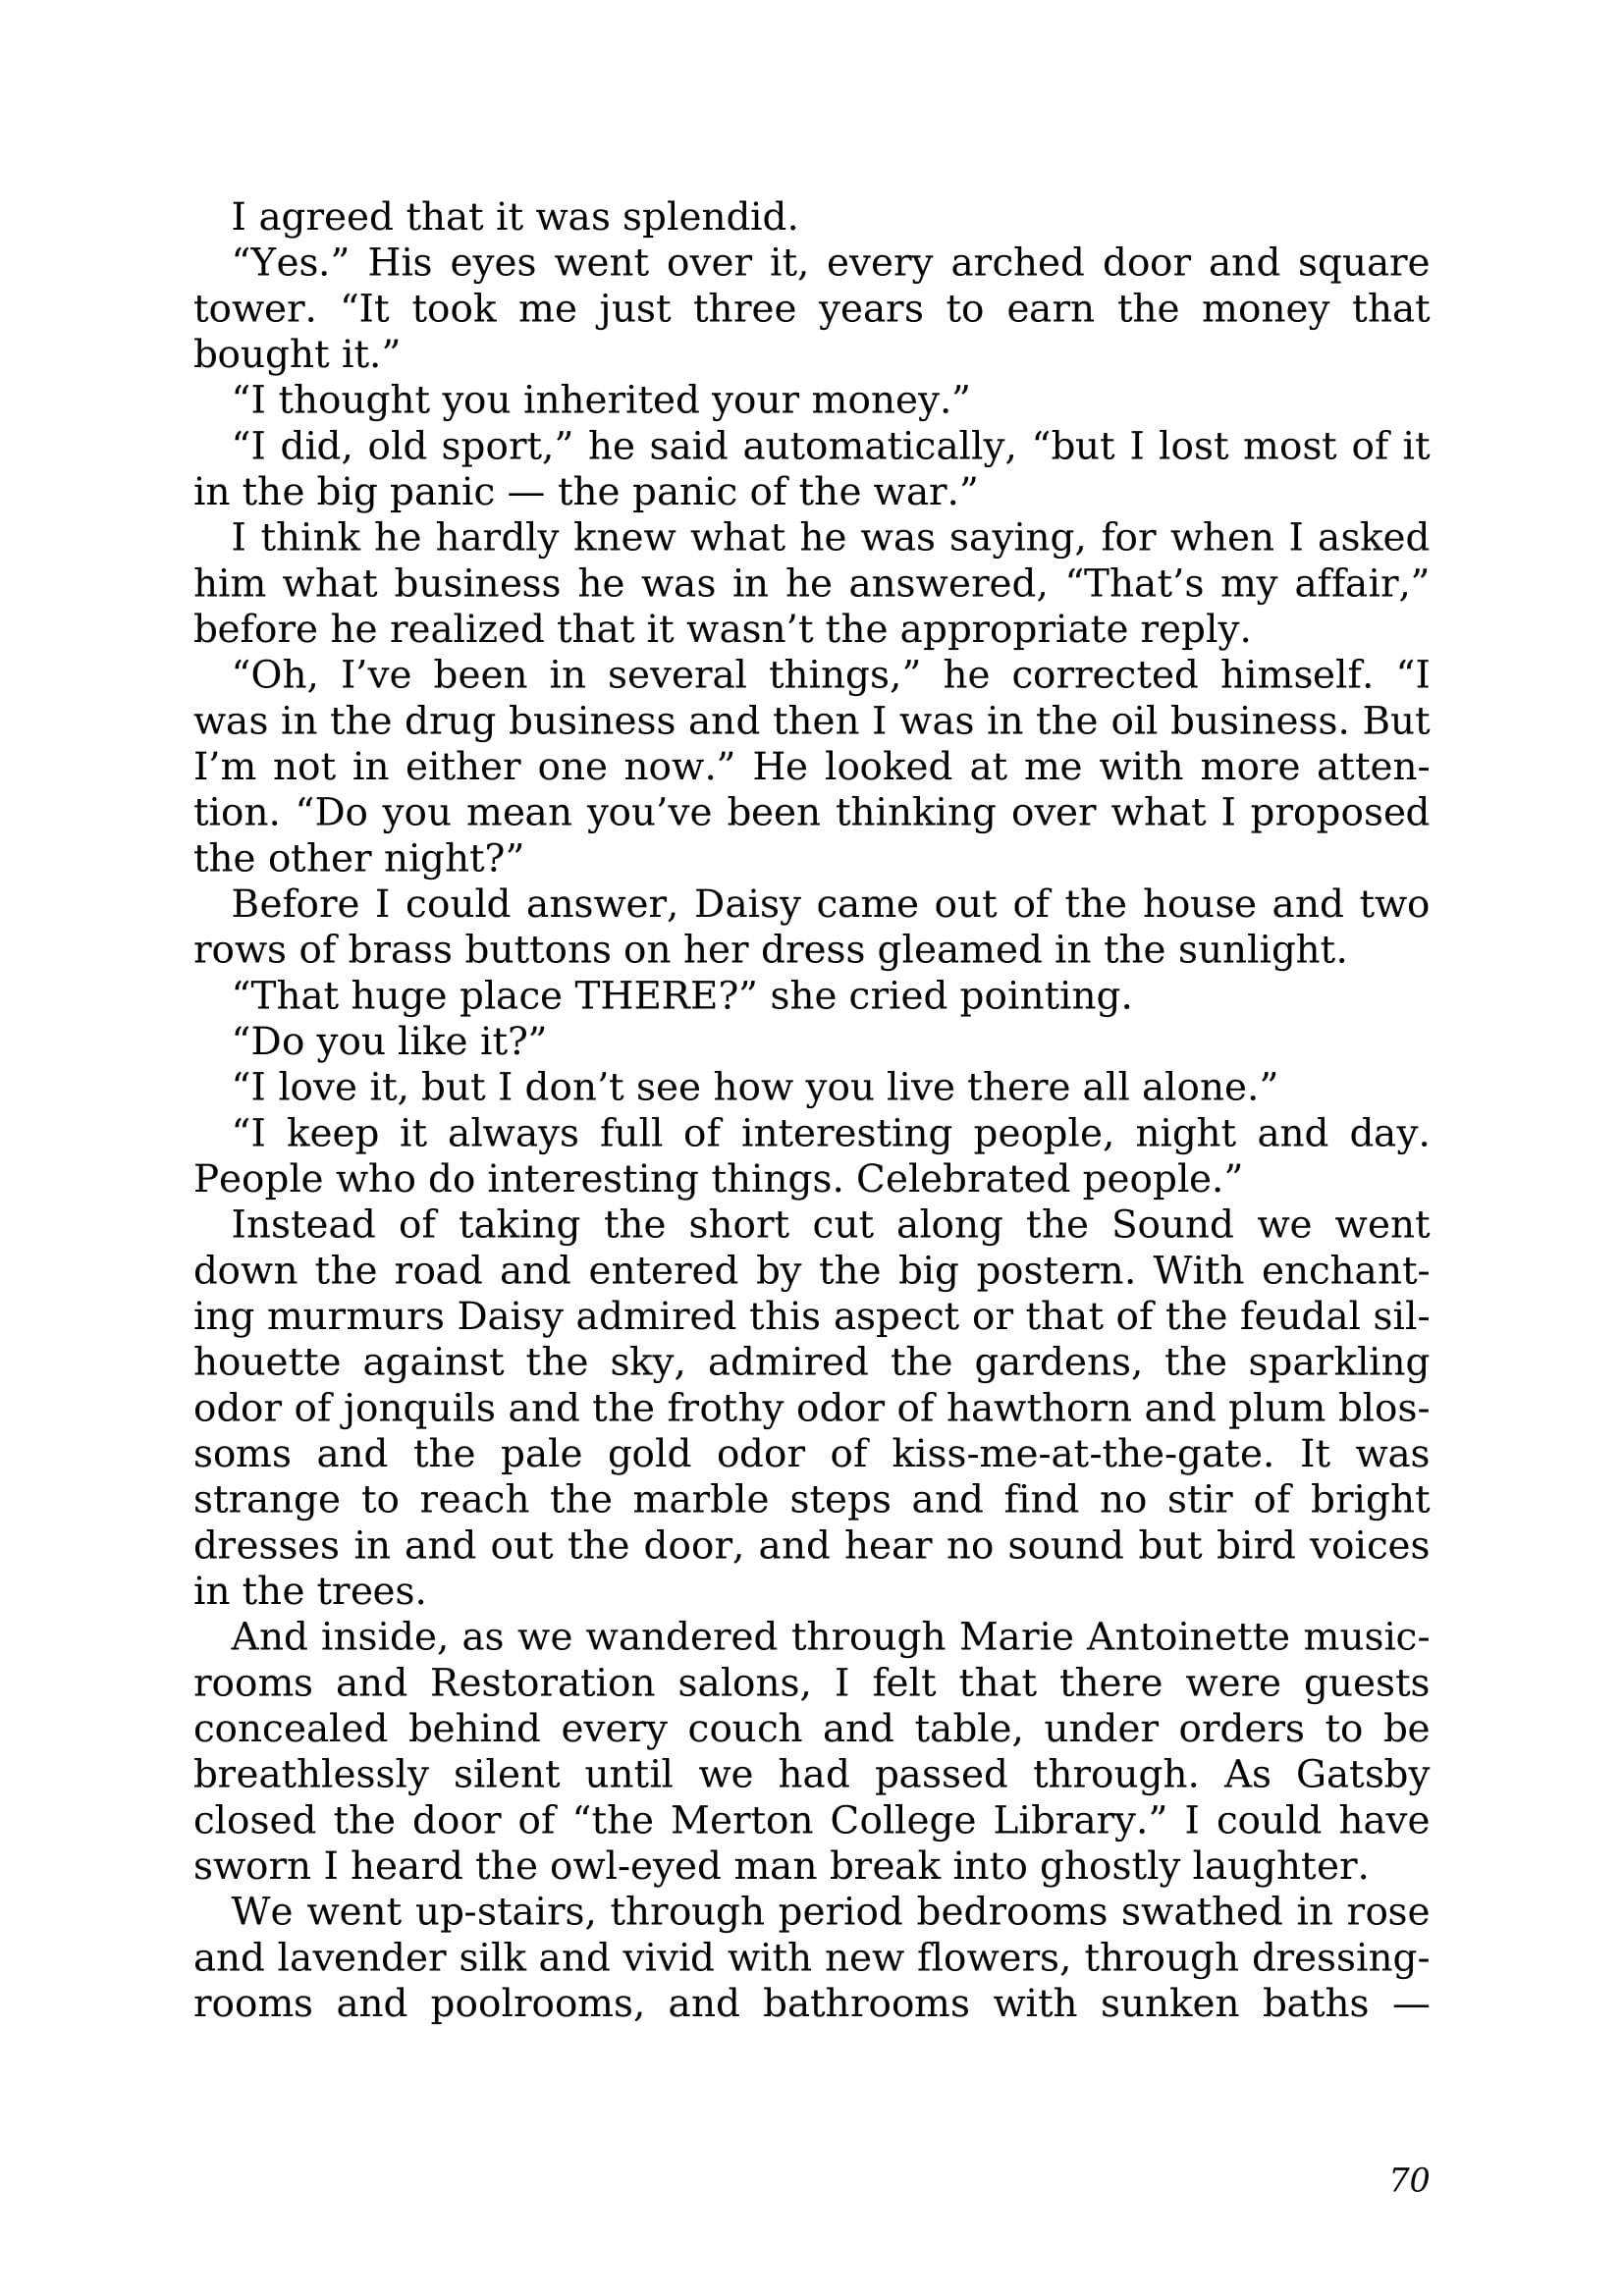 I agreed that it was splendid.
“Yes.” His eyes went over it, every arched door and square
tower. “It took me just three years to earn the money that
bought it.”
“I thought you inherited your money.”
“I did, old sport,” he said automatically, “but I lost most of it
in the big panic — the panic of the war.”
I think he hardly knew what he was saying, for when I asked
him what business he was in he answered, “That’s my affair,”
before he realized that it wasn’t the appropriate reply.
“Oh, I’ve been in several things,” he corrected himself. “I
was in the drug business and then I was in the oil business. But
I’m not in either one now.” He looked at me with more atten-
tion. “Do you mean you’ve been thinking over what I proposed
the other night?”
Before I could answer, Daisy came out of the house and two
rows of brass buttons on her dress gleamed in the sunlight.
“That huge place THERE?” she cried pointing.
“Do you like it?”
“I love it, but I don’t see how you live there all alone.”
“I keep it always full of interesting people, night and day.
People who do interesting things. Celebrated people.”
Instead of taking the short cut along the Sound we went
down the road and entered by the big postern. With enchant-
ing murmurs Daisy admired this aspect or that of the feudal sil-
houette against the sky, admired the gardens, the sparkling
odor of jonquils and the frothy odor of hawthorn and plum blos-
soms and the pale gold odor of kiss-me-at-the-gate. It was
strange to reach the marble steps and find no stir of bright
dresses in and out the door, and hear no sound but bird voices
in the trees.
And inside, as we wandered through Marie Antoinette music-
rooms and Restoration salons, I felt that there were guests
concealed behind every couch and table, under orders to be
breathlessly silent until we had passed through. As Gatsby
closed the door of “the Merton College Library.” I could have
sworn I heard the owl-eyed man break into ghostly laughter.
We went up-stairs, through period bedrooms swathed in rose
and lavender silk and vivid with new flowers, through dressing-
rooms and poolrooms, and bathrooms with sunken baths —
70